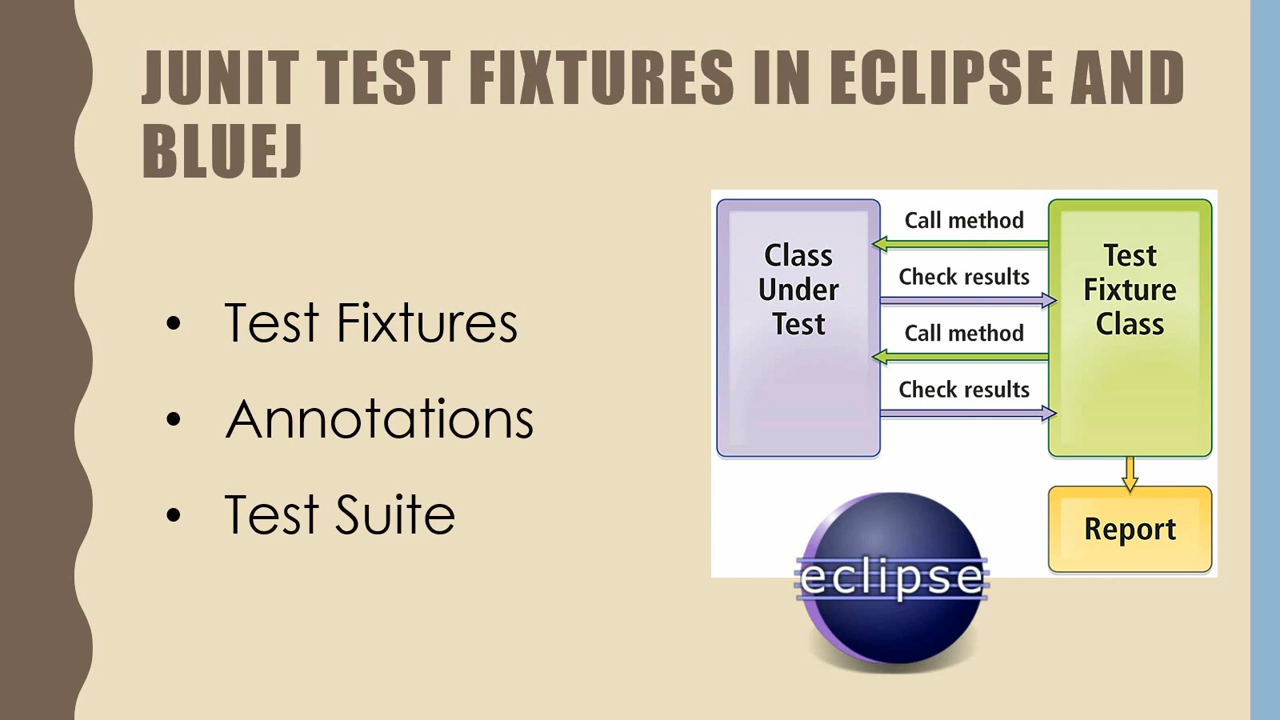 JUNIT TEST FIXTURES IN ECLIPSE AND
BLUEJ
• Test Fixtures
• Annotations
• Test Suite
Class
Under
Test
Call method
Check results
Call method
Check results
Test
Fixture
Class
Report
eclipse